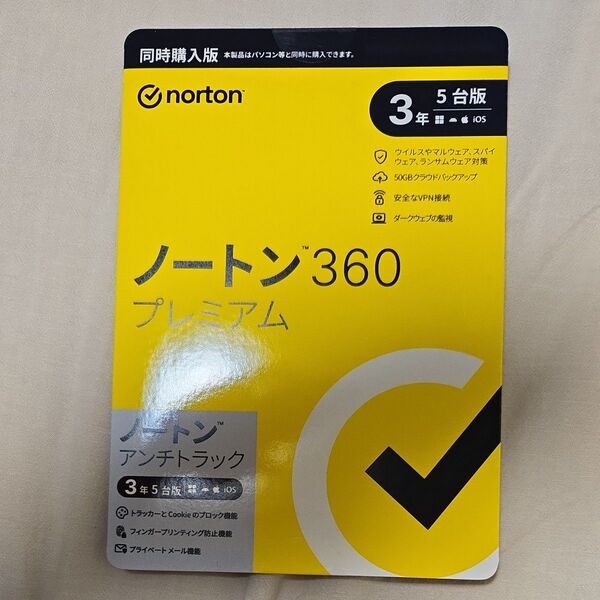 同時購入版 本製品はパソコン等と同時に購入できます。
norton
3年 5台版
iOS
ウイルスやマルウェア、スパイ
ウェア、ランサムウェア対策
50GBクラウドバックアップ
安全なVPN接続
ダークウェブの監視
ノートン™ 360
プレミアム
ノートン™
アンチトラック
3年5台版 iOS
トラッカーとCookieのブロック機能
フィンガープリンティング防止機能
プライベート メール機能